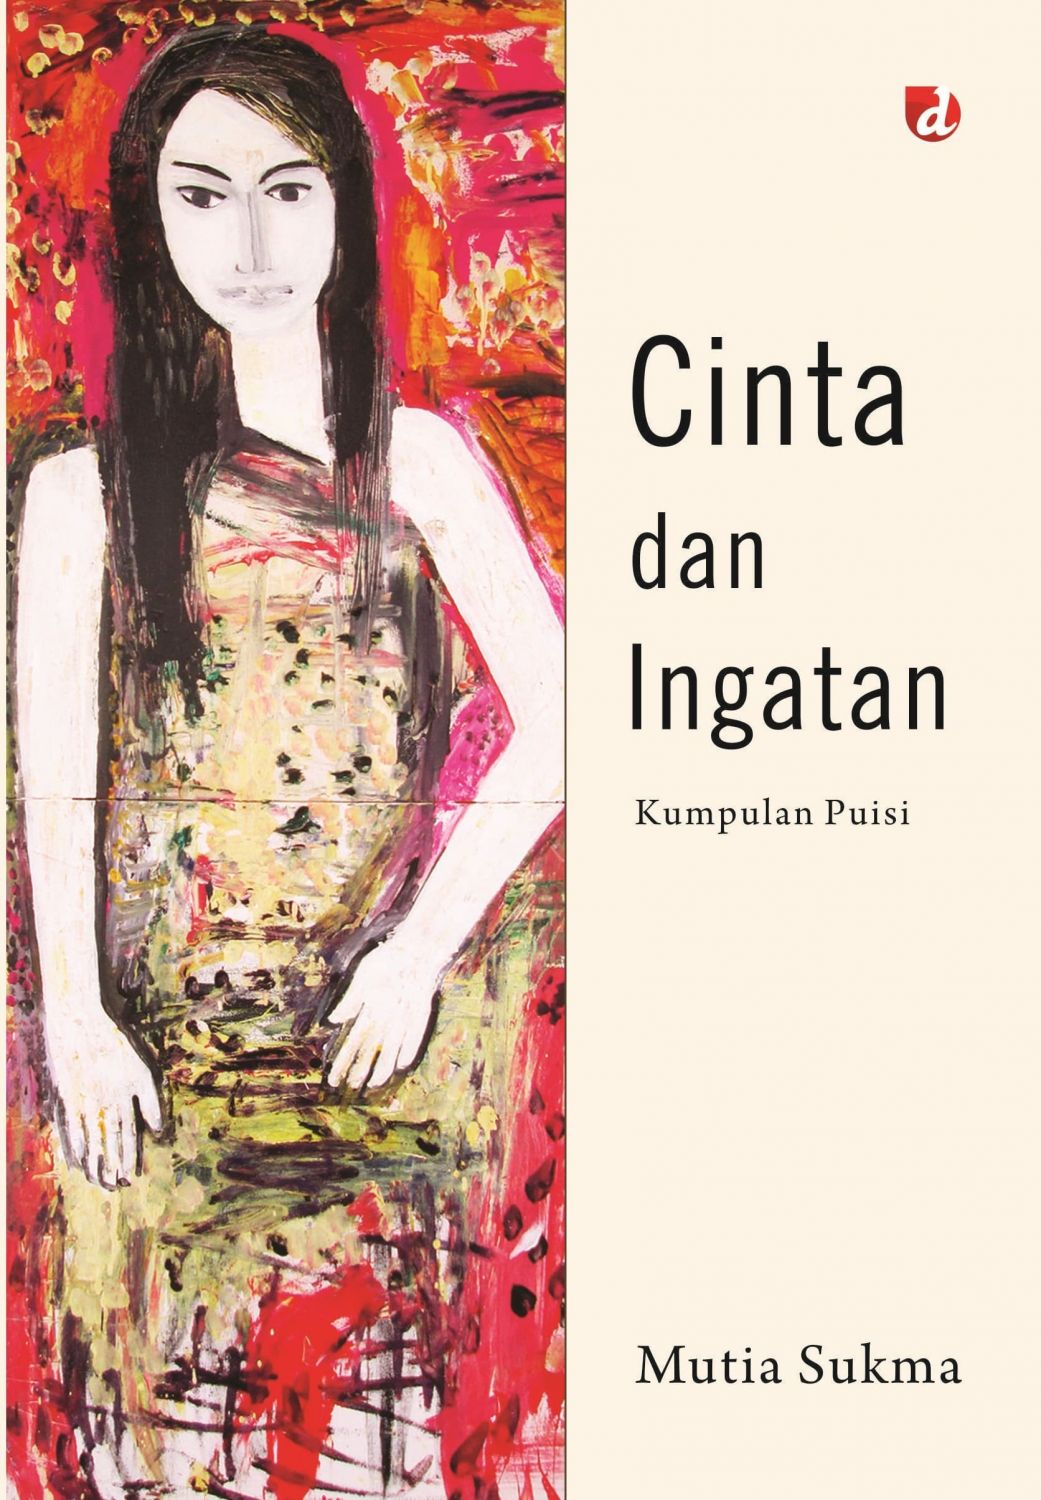 d
Cinta
dan
Ingatan
Kumpulan Puisi
Mutia Sukma